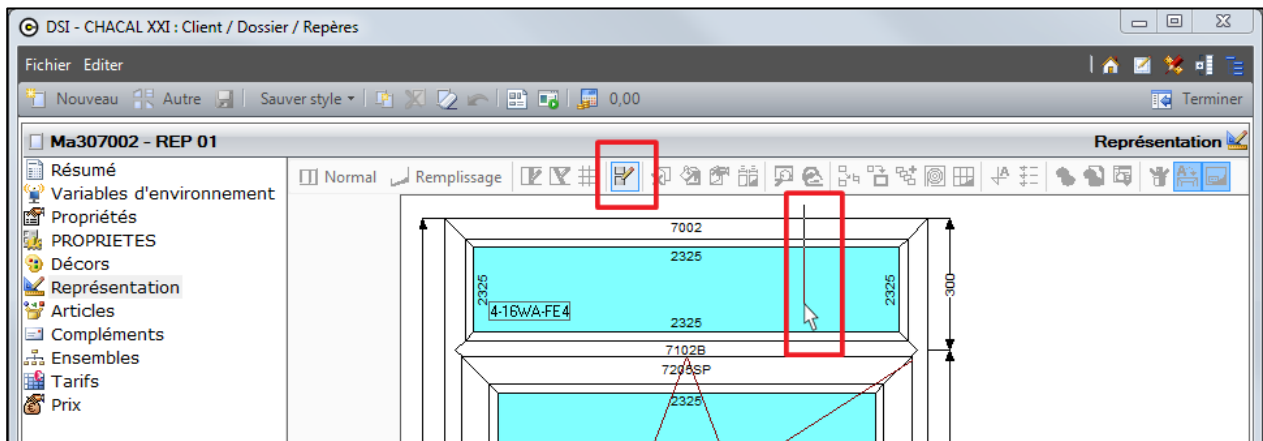 DSI - CHACAL XXI : Client / Dossier / Repères
Fichier Editer
Nouveau Autre Sauver style 0,00 Terminer
Ma307002 - REP 01 Représentation
Résumé
Variables d'environnement
Propriétés
PROPRIETES
Décors
Représentation
Articles
Compléments
Ensembles
Tarifs
Prix
Normal Remplissage
7002
2325
2325
2325
300
4-16WA-FE4
2325
7102B
7205SP
2325